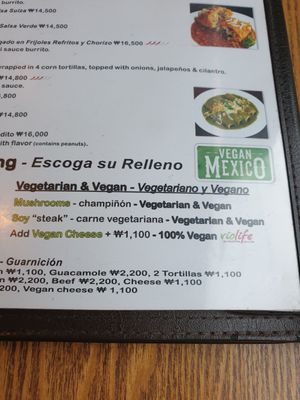 lsa Suiza ₩14,500
Salsa Verde ₩14,500
gado en Frijoles Refritos y Chorizo ₩16,500
l sauce burrito.
wrapped in 4 corn tortillas, topped with onions, jalapeños & cilantro.
₩14,800
sauce.
,800
₩14,800
dito ₩16,000
with flavor (contains peanuts).
VEGAN
MEXICO
ng - Escoga su Relleno
Vegetarian & Vegan - Vegetariano y Vegano
Mushrooms - champiñón - Vegetarian & Vegan
Soy "steak" - carne vegetariana - Vegetarian & Vegan
Add Vegan Cheese + ₩1,100 - 100% Vegan violife
- Guarnición
n ₩1,100, Guacamole ₩2,200, 2 Tortillas ₩1,100
n ₩2,200, Beef ₩2,200, Cheese ₩1,100
200, Vegan cheese ₩ 1,100